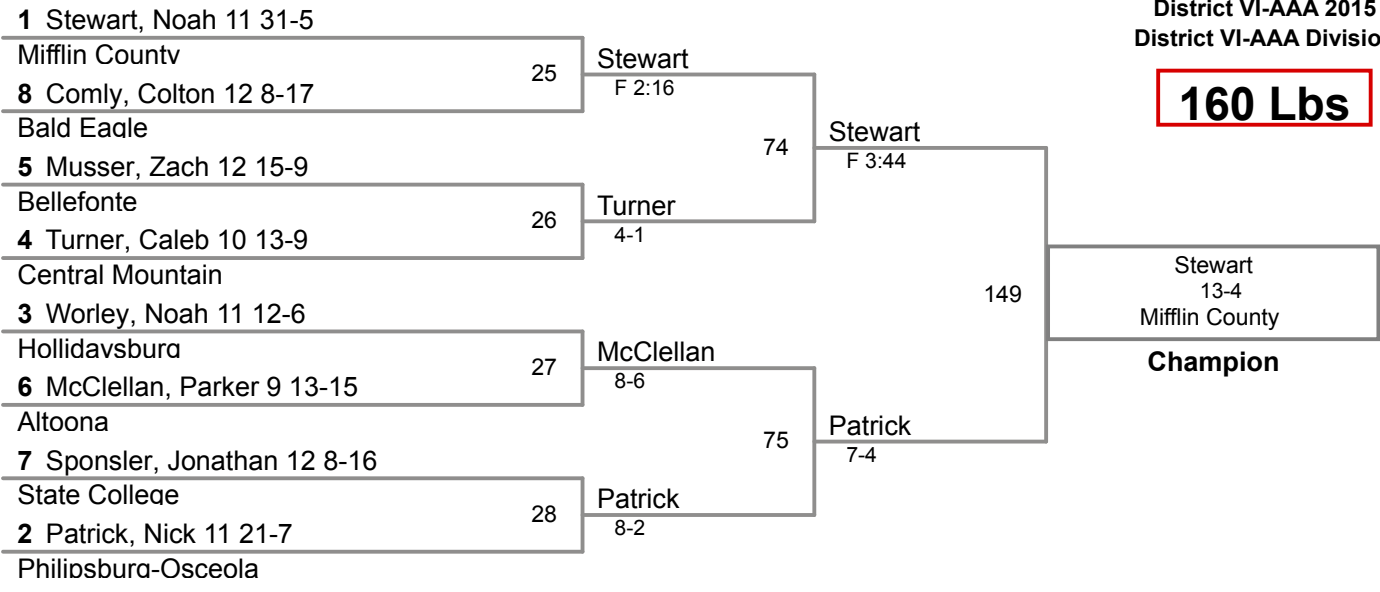 District VI-AAA 2015
District VI-AAA Divisio
160 Lbs
1 Stewart, Noah 11 31-5
Mifflin County
8 Comly, Colton 12 8-17
Bald Eagle
5 Musser, Zach 12 15-9
Bellefonte
4 Turner, Caleb 10 13-9
Central Mountain
3 Worley, Noah 11 12-6
Hollidaysburg
6 McClellan, Parker 9 13-15
Altoona
7 Sponsler, Jonathan 12 8-16
State College
2 Patrick, Nick 11 21-7
Philipsburg-Osceola
25
26
27
28
Stewart
F 2:16
Turner
4-1
McClellan
8-6
Patrick
8-2
74
75
Stewart
F 3:44
Patrick
7-4
149
Stewart
13-4
Mifflin County
Champion